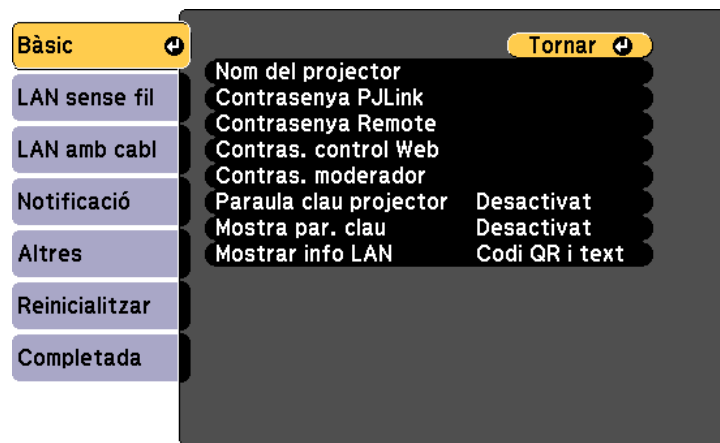 Bàsic
LAN sense fil
LAN amb cabl
Notificació
Altres
Reinicialitzar
Completada
Tornar
Nom del projector
Contrasenya PJLink
Contrasenya Remote
Contras. control Web
Contras. moderador
Paraula clau projector Desactivat
Mostra par. clau Desactivat
Mostrar info LAN Codi QR i text